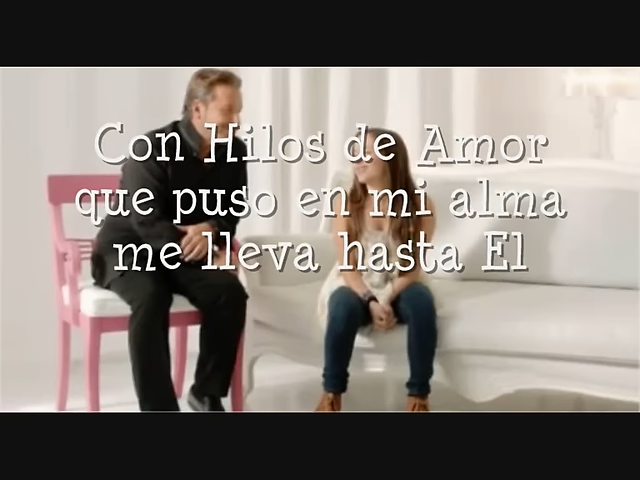 Con Hilos de Amor
que puso en mi alma
me lleva hasta El